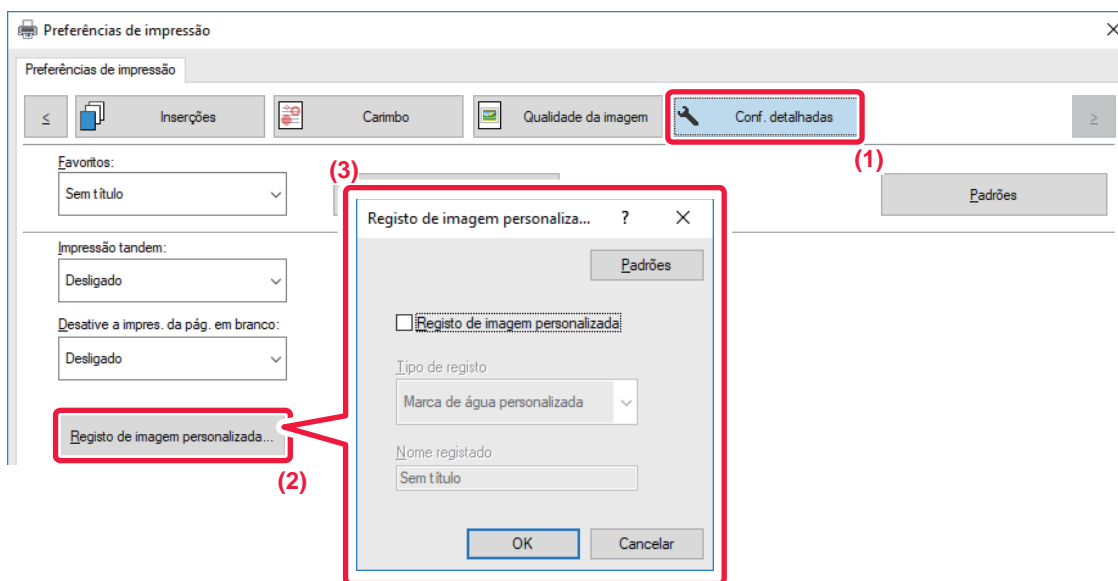 Preferências de impressão
Preferências de impressão
<
Inserções
Carimbo
Qualidade da imagem
Conf. detalhadas
>
(1)
Favoritos:
Sem título
Padrões
(3)
Registo de imagem personaliza... ?
Padrões
Registo de imagem personalizada
Tipo de registo
Marca de água personalizada
Nome registado
Sem título
OK
Cancelar
Impressão tandem:
Desligado
Desative a impres. da pág. em branco:
Desligado
Registo de imagem personalizada...
(2)